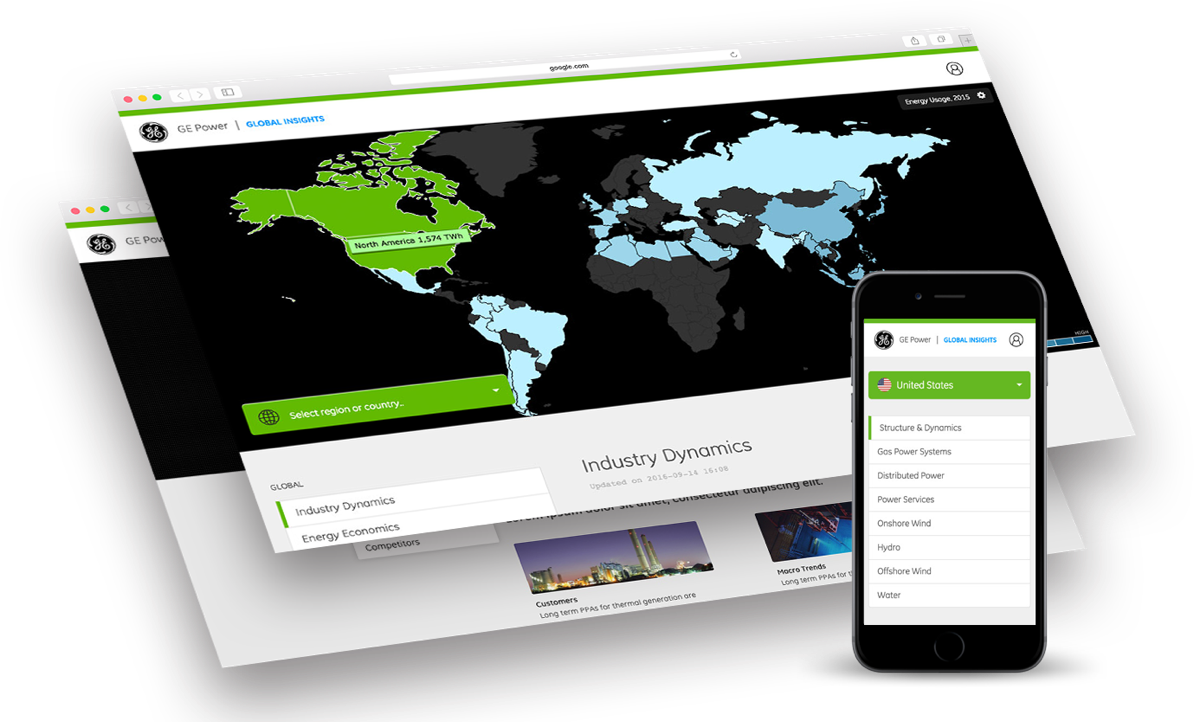 google.com
GE Power | GLOBAL INSIGHTS
Energy Usage, 2015
North America 1,574 TWh
HIGH
Select region or country_
GLOBAL
Industry Dynamics
Energy Economics
Industry Dynamics
Updated on 2016-09-14 16:08
GE Pow
Competitors
Lorem ipsum dolor sit amet, consectetur adipiscing elit.
Customers
Long term PPAs for thermal generation are
Macro Trends
Long term PPAs for t
GE Power | GLOBAL INSIGHTS
United States
Structure & Dynamics
Gas Power Systems
Distributed Power
Power Services
Onshore Wind
Hydro
Offshore Wind
Water